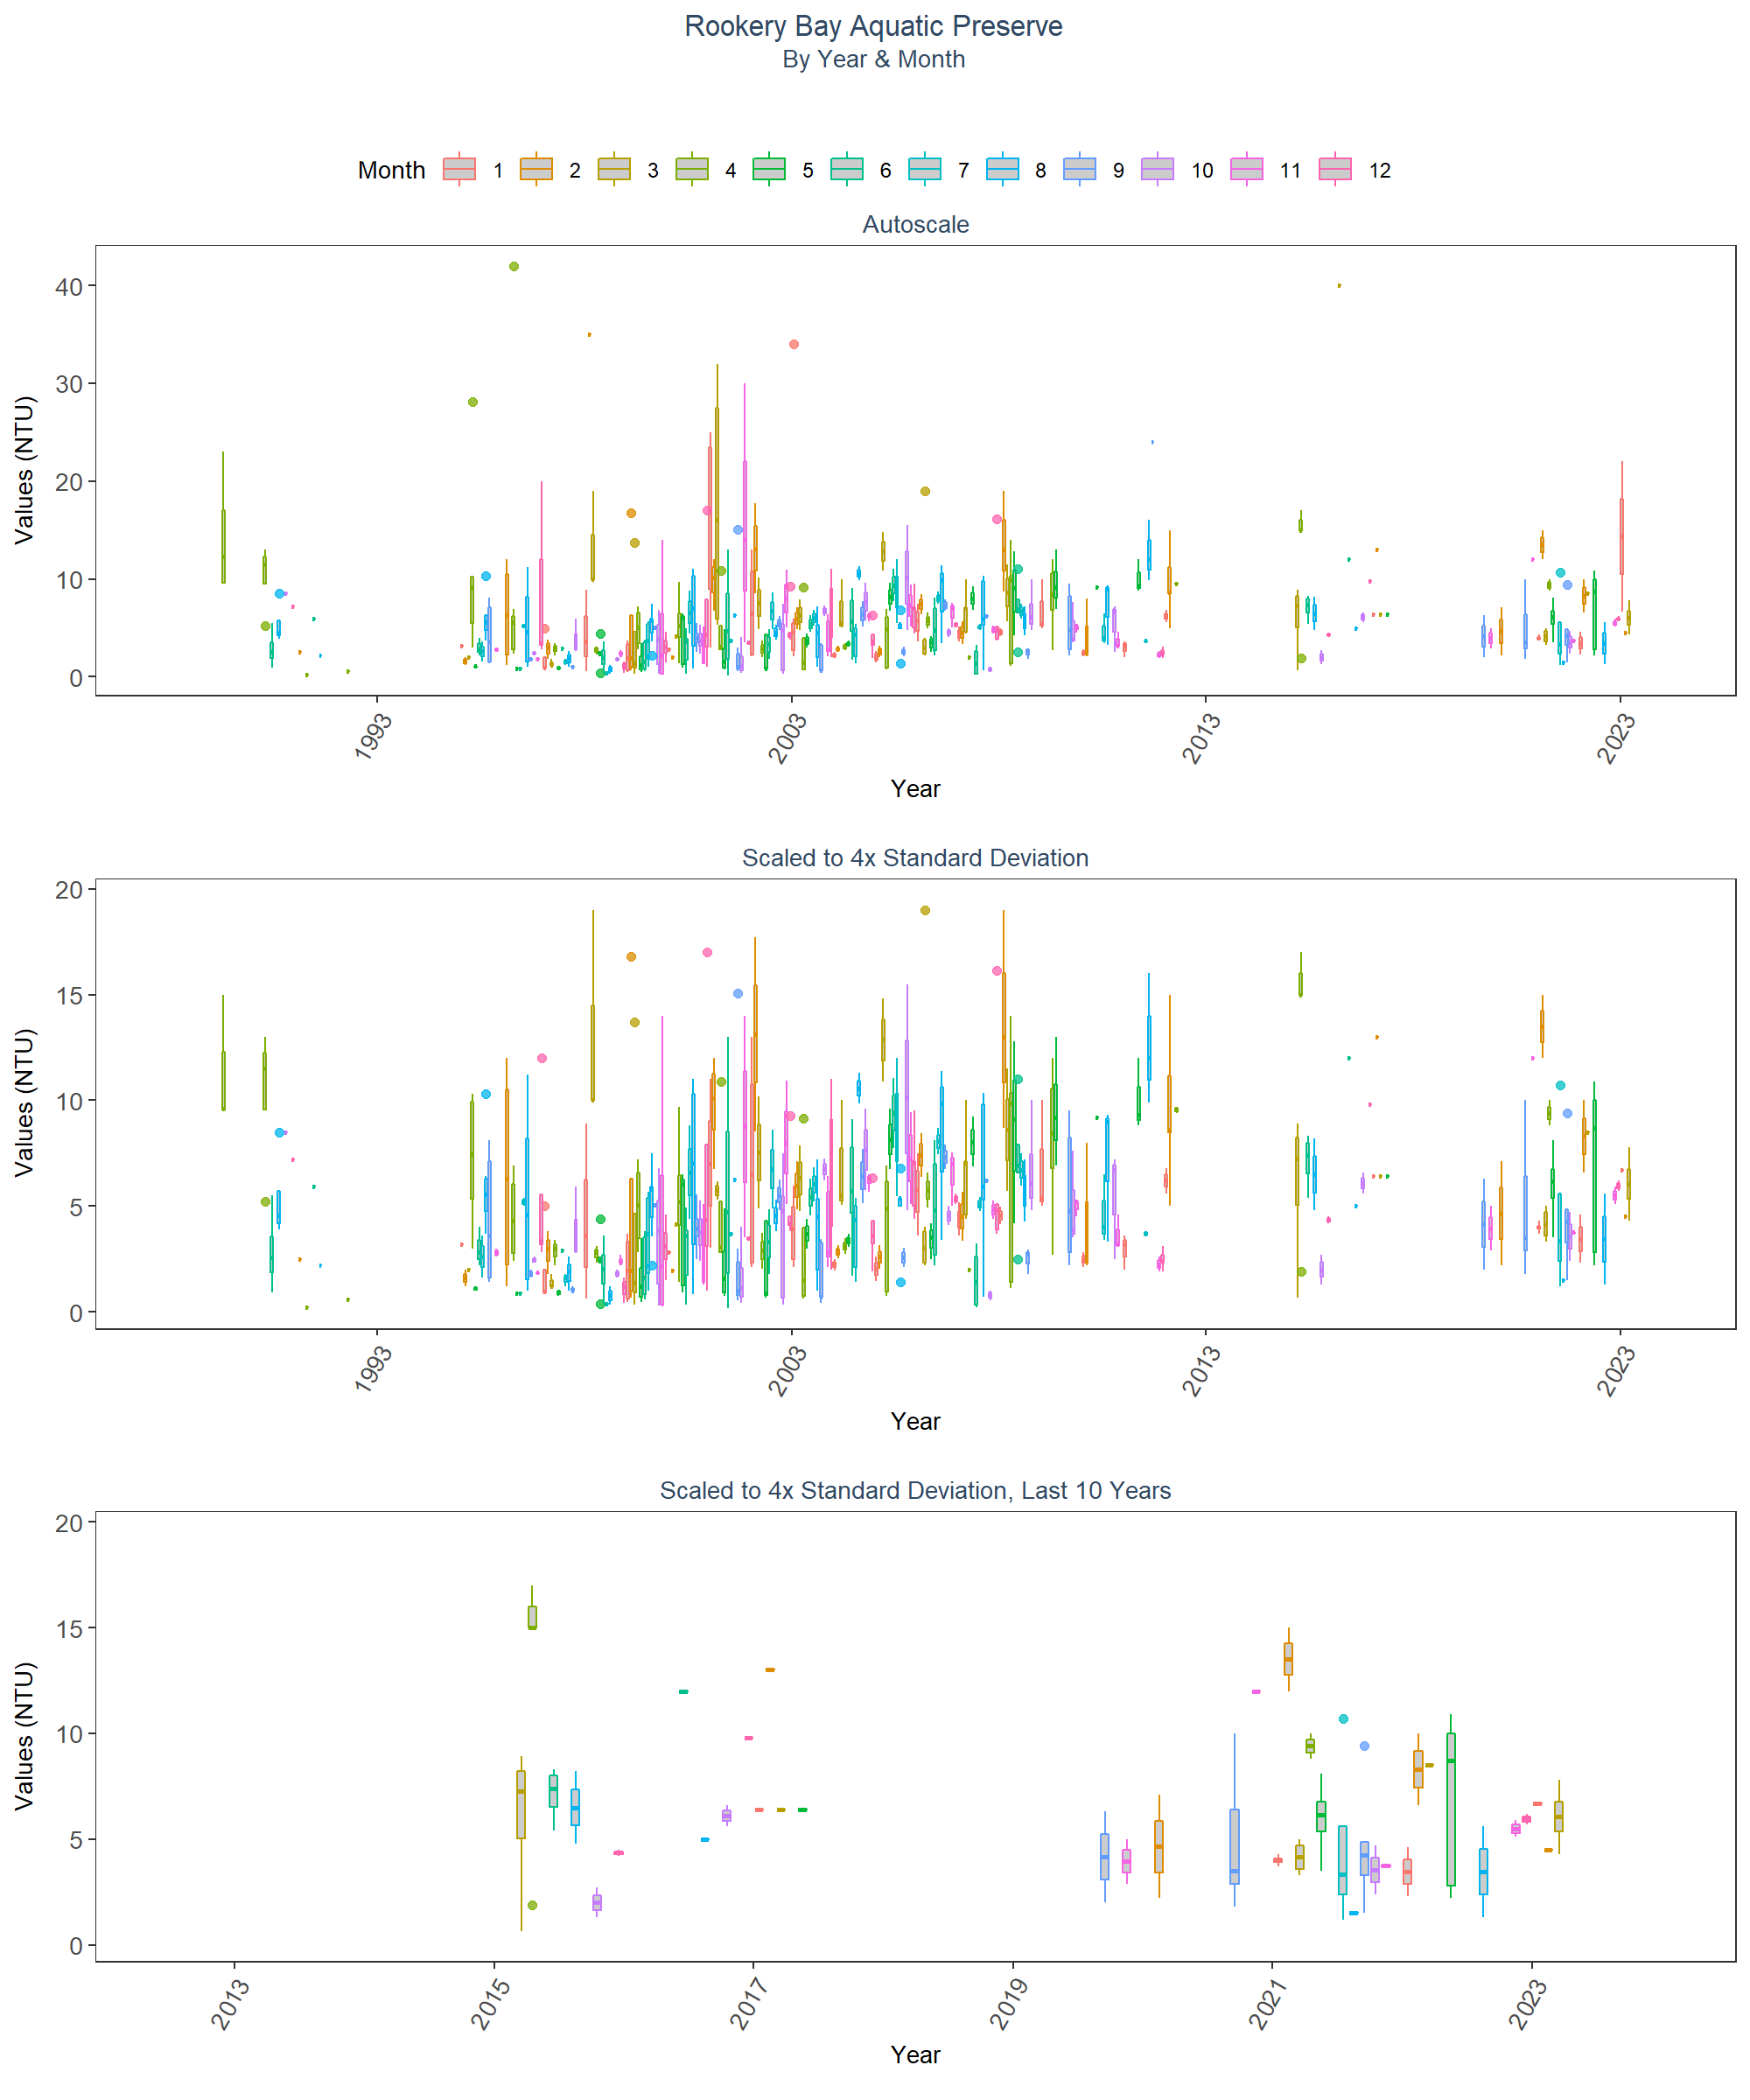 Rookery Bay Aquatic Preserve
By Year & Month
Month 1 2 3 4 5 6 7 8 9 10 11 12
Autoscale
Values (NTU)
40
30
20
10
0
1993 2003 2013 2023
Year
Scaled to 4x Standard Deviation
Values (NTU)
20
15
10
5
0
1993 2003 2013 2023
Year
Scaled to 4x Standard Deviation, Last 10 Years
Values (NTU)
20
15
10
5
0
2013 2015 2017 2019 2021 2023
Year